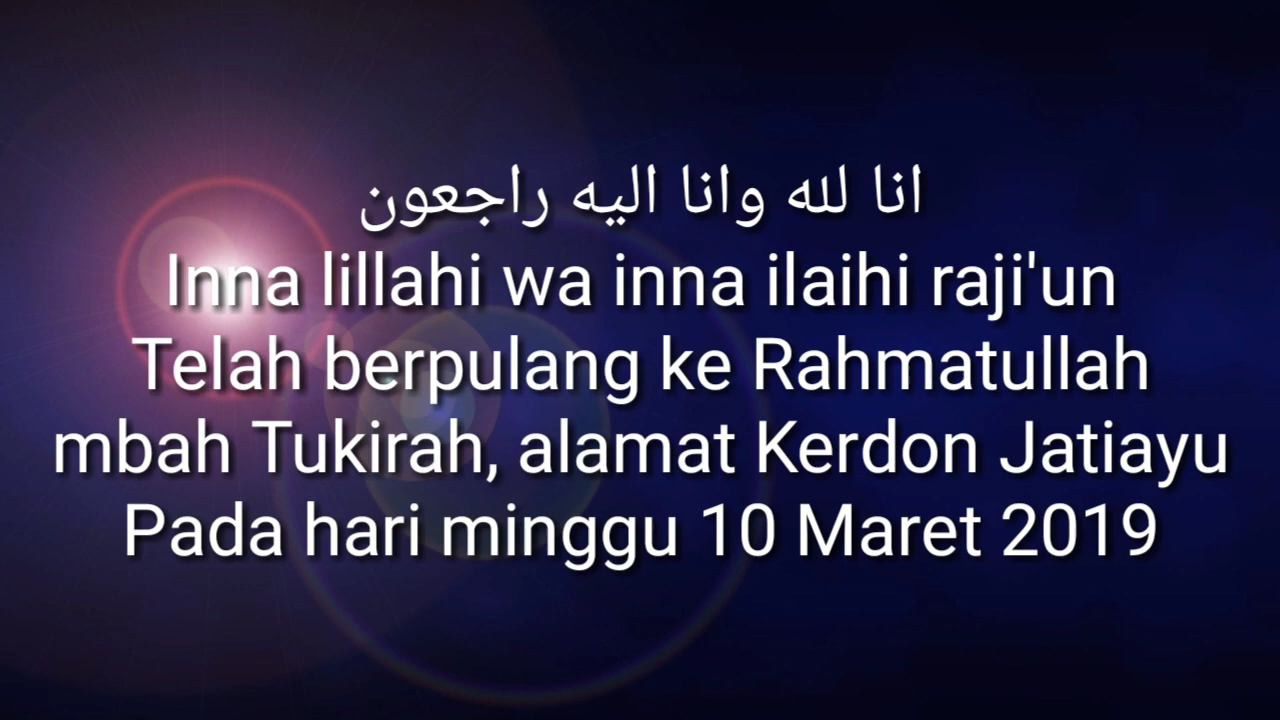 انا لله وانا اليه راجعون
Inna lillahi wa inna ilaihi raji'un
Telah berpulang ke Rahmatullah
mbah Tukirah, alamat Kerdon Jatiayu
Pada hari minggu 10 Maret 2019